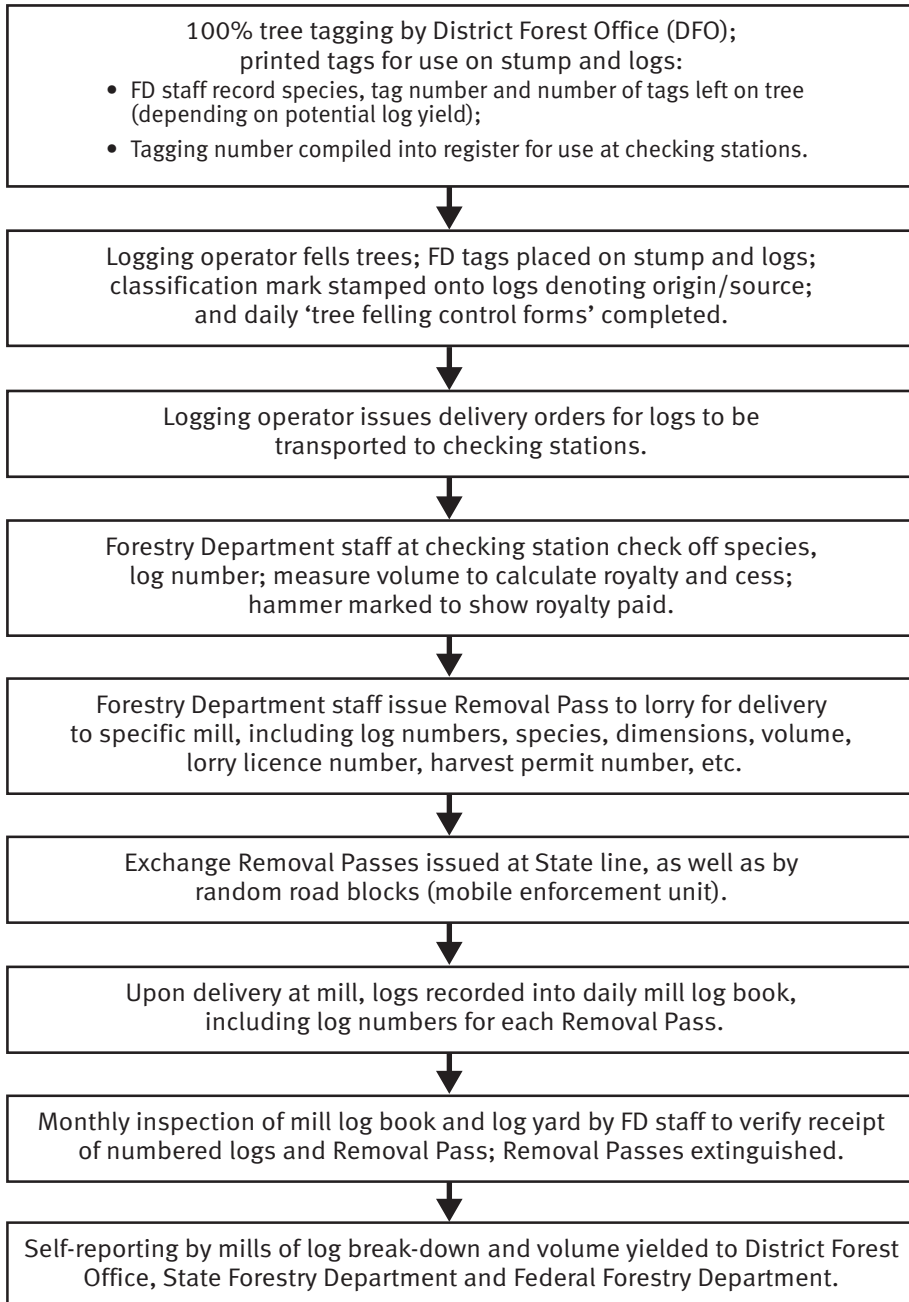 100% tree tagging by District Forest Office (DFO);
printed tags for use on stump and logs:
• FD staff record species, tag number and number of tags left on tree
(depending on potential log yield);
• Tagging number compiled into register for use at checking stations.
Logging operator fells trees; FD tags placed on stump and logs;
classification mark stamped onto logs denoting origin/source;
and daily ‘tree felling control forms’ completed.
Logging operator issues delivery orders for logs to be
transported to checking stations.
Forestry Department staff at checking station check off species,
log number; measure volume to calculate royalty and cess;
hammer marked to show royalty paid.
Forestry Department staff issue Removal Pass to lorry for delivery
to specific mill, including log numbers, species, dimensions, volume,
lorry licence number, harvest permit number, etc.
Exchange Removal Passes issued at State line, as well as by
random road blocks (mobile enforcement unit).
Upon delivery at mill, logs recorded into daily mill log book,
including log numbers for each Removal Pass.
Monthly inspection of mill log book and log yard by FD staff to verify receipt
of numbered logs and Removal Pass; Removal Passes extinguished.
Self-reporting by mills of log break-down and volume yielded to District Forest
Office, State Forestry Department and Federal Forestry Department.